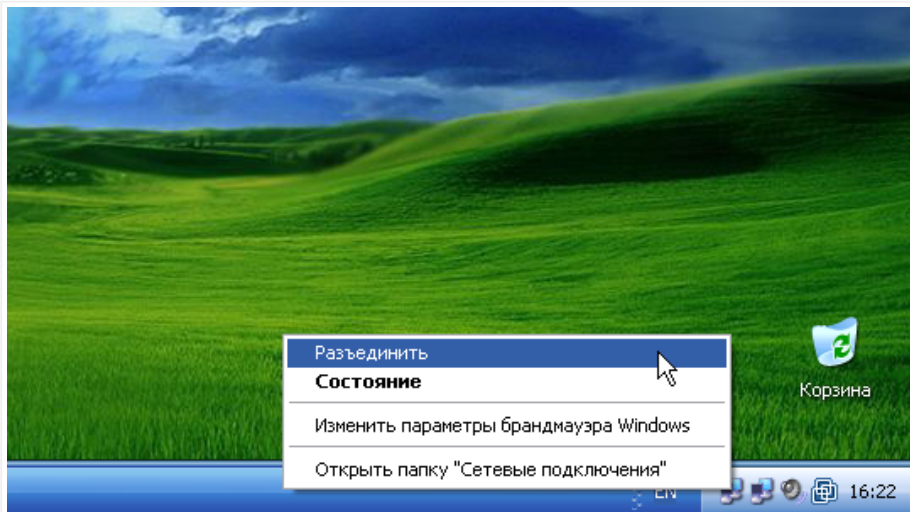 Разъединить
Состояние
Корзина
Изменить параметры брандмауэра Windows
Открыть папку "Сетевые подключения"
EN
16:22